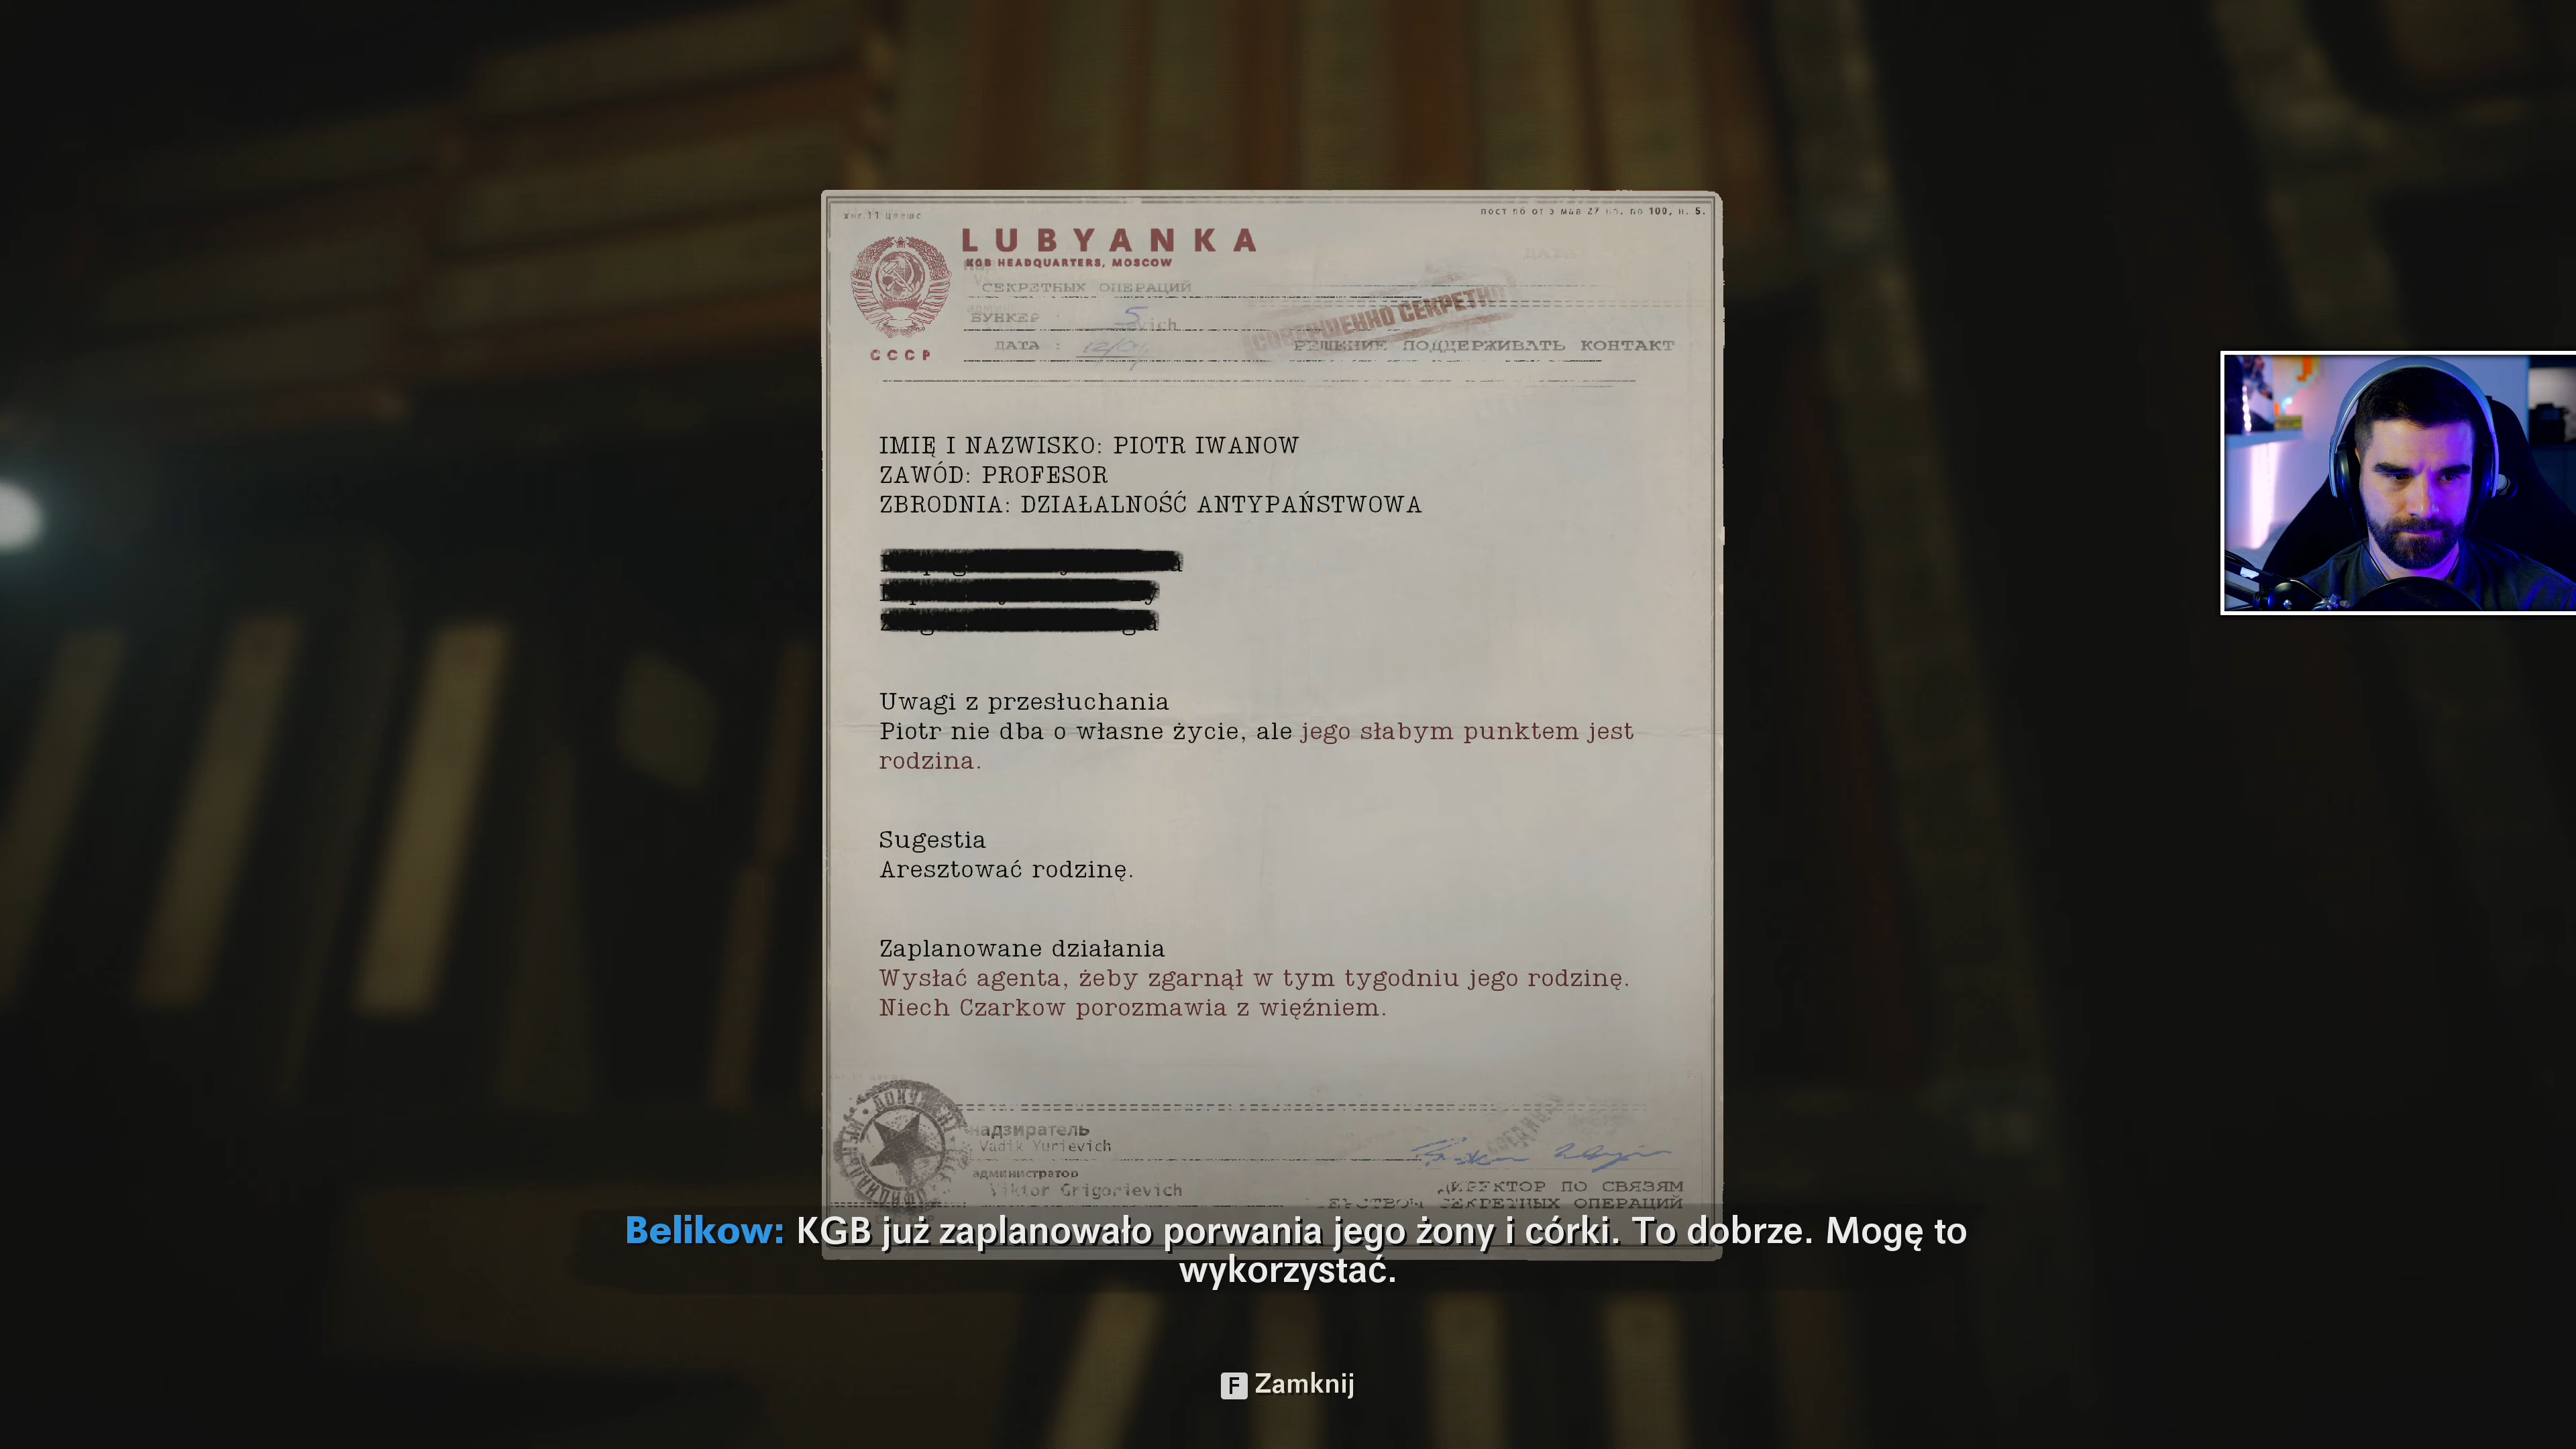 LUBYANKA
KGB HEADQUARTERS, MOSCOW
СЕКРЕТНЫХ ОПЕРАЦИЙ
БУНКЕР : 5
ДАТА :
СОВЕРШЕННО СЕКРЕТНО
РЕШЕНИЕ ПОДДЕРЖИВАТЬ КОНТАКТ
СССР
IMIĘ I NAZWISKO: PIOTR IWANOW
ZAWÓD: PROFESOR
ZBRODNIA: DZIAŁALNOŚĆ ANTYPAŃSTWOWA
Uwagi z przesłuchania
Piotr nie dba o własne życie, ale jego słabym punktem jest
rodzina.
Sugestia
Aresztować rodzinę.
Zaplanowane działania
Wysłać agenta, żeby zgarnął w tym tygodniu jego rodzinę.
Niech Czarkow porozmawia z więźniem.
надзиратель
Vadik Yurievich
администратор
Viktor Grigorievich
ДИРЕКТОР ПО СВЯЗЯМ
СЕКРЕТНЫХ ОПЕРАЦИЙ
Belikow: KGB już zaplanowało porwania jego żony i córki. To dobrze. Mogę to
wykorzystać.
F Zamknij